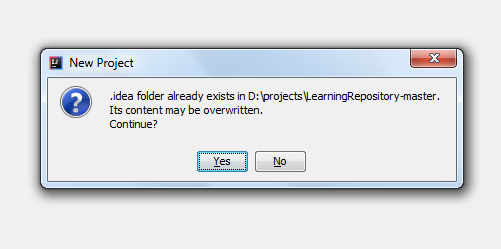 New Project
.idea folder already exists in D:\projects\LearningRepository-master.
Its content may be overwritten.
Continue?
Yes No